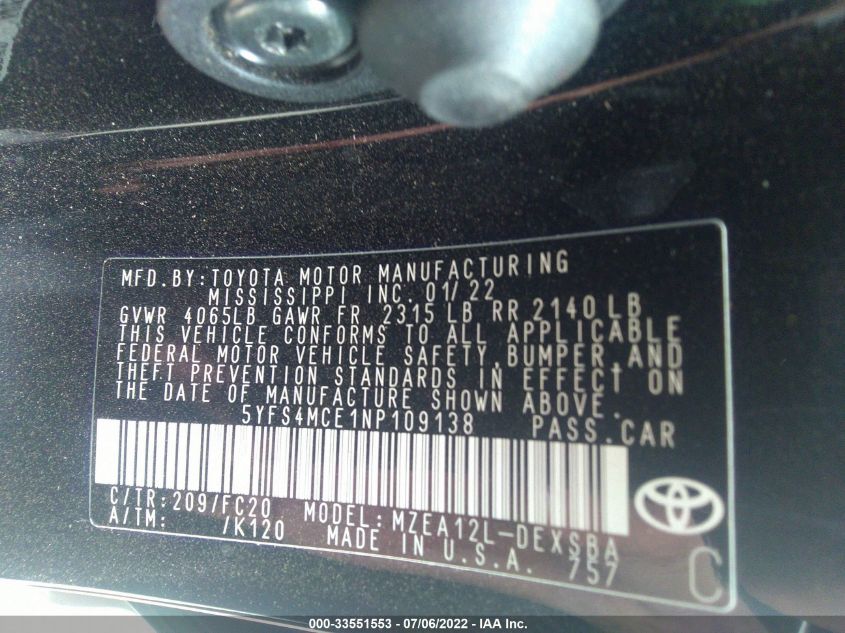 MFD.BY:TOYOTA MOTOR MANUFACTURING
MISSISSIPPI INC. 01/22
GVWR 4065LB GAWR FR 2315 LB RR 2140 LB
THIS VEHICLE CONFORMS TO ALL APPLICABLE
FEDERAL MOTOR VEHICLE SAFETY, BUMPER, AND
THEFT PREVENTION STANDARDS IN EFFECT ON
THE DATE OF MANUFACTURE SHOWN ABOVE.
5YFS4MCE1NP109138 PASS.CAR
C/TR:209/FC20 MODEL:MZEA12L-DEXSBA
A/TM: /K120 MADE IN U.S.A. 757
C
000-33551553 / 07/06/2022 - IAA Inc.